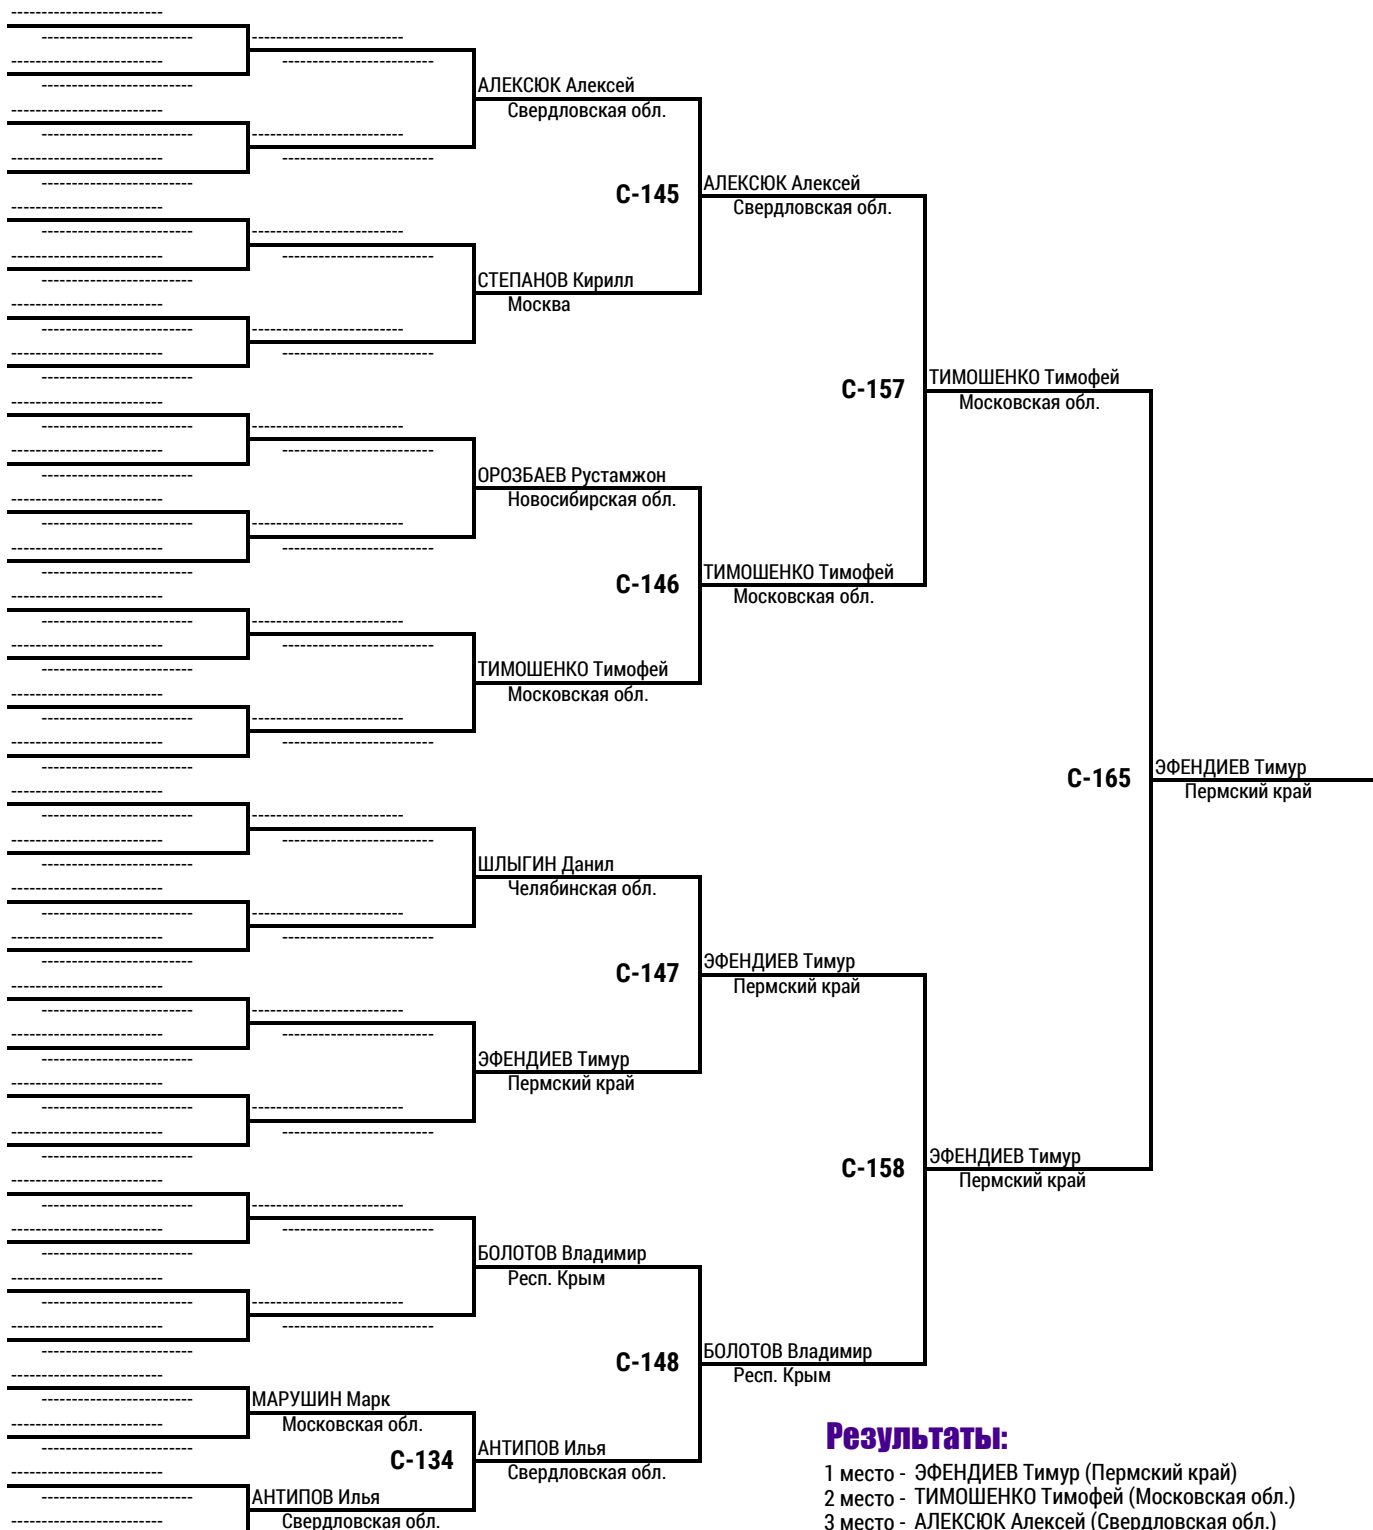 АЛЕКСЮК Алексей
Свердловская обл.
С-145
АЛЕКСЮК Алексей
Свердловская обл.
СТЕПАНОВ Кирилл
Москва
С-157
ТИМОШЕНКО Тимофей
Московская обл.
ОРОЗБАЕВ Рустамжон
Новосибирская обл.
С-146
ТИМОШЕНКО Тимофей
Московская обл.
ТИМОШЕНКО Тимофей
Московская обл.
С-165
ЭФЕНДИЕВ Тимур
Пермский край
ШЛЫГИН Данил
Челябинская обл.
С-147
ЭФЕНДИЕВ Тимур
Пермский край
ЭФЕНДИЕВ Тимур
Пермский край
С-158
ЭФЕНДИЕВ Тимур
Пермский край
БОЛОТОВ Владимир
Респ. Крым
С-148
БОЛОТОВ Владимир
Респ. Крым
МАРУШИН Марк
Московская обл.
С-134
АНТИПОВ Илья
Свердловская обл.
АНТИПОВ Илья
Свердловская обл.
Результаты:
1 место - ЭФЕНДИЕВ Тимур (Пермский край)
2 место - ТИМОШЕНКО Тимофей (Московская обл.)
3 место - АЛЕКСЮК Алексей (Свердловская обл.)